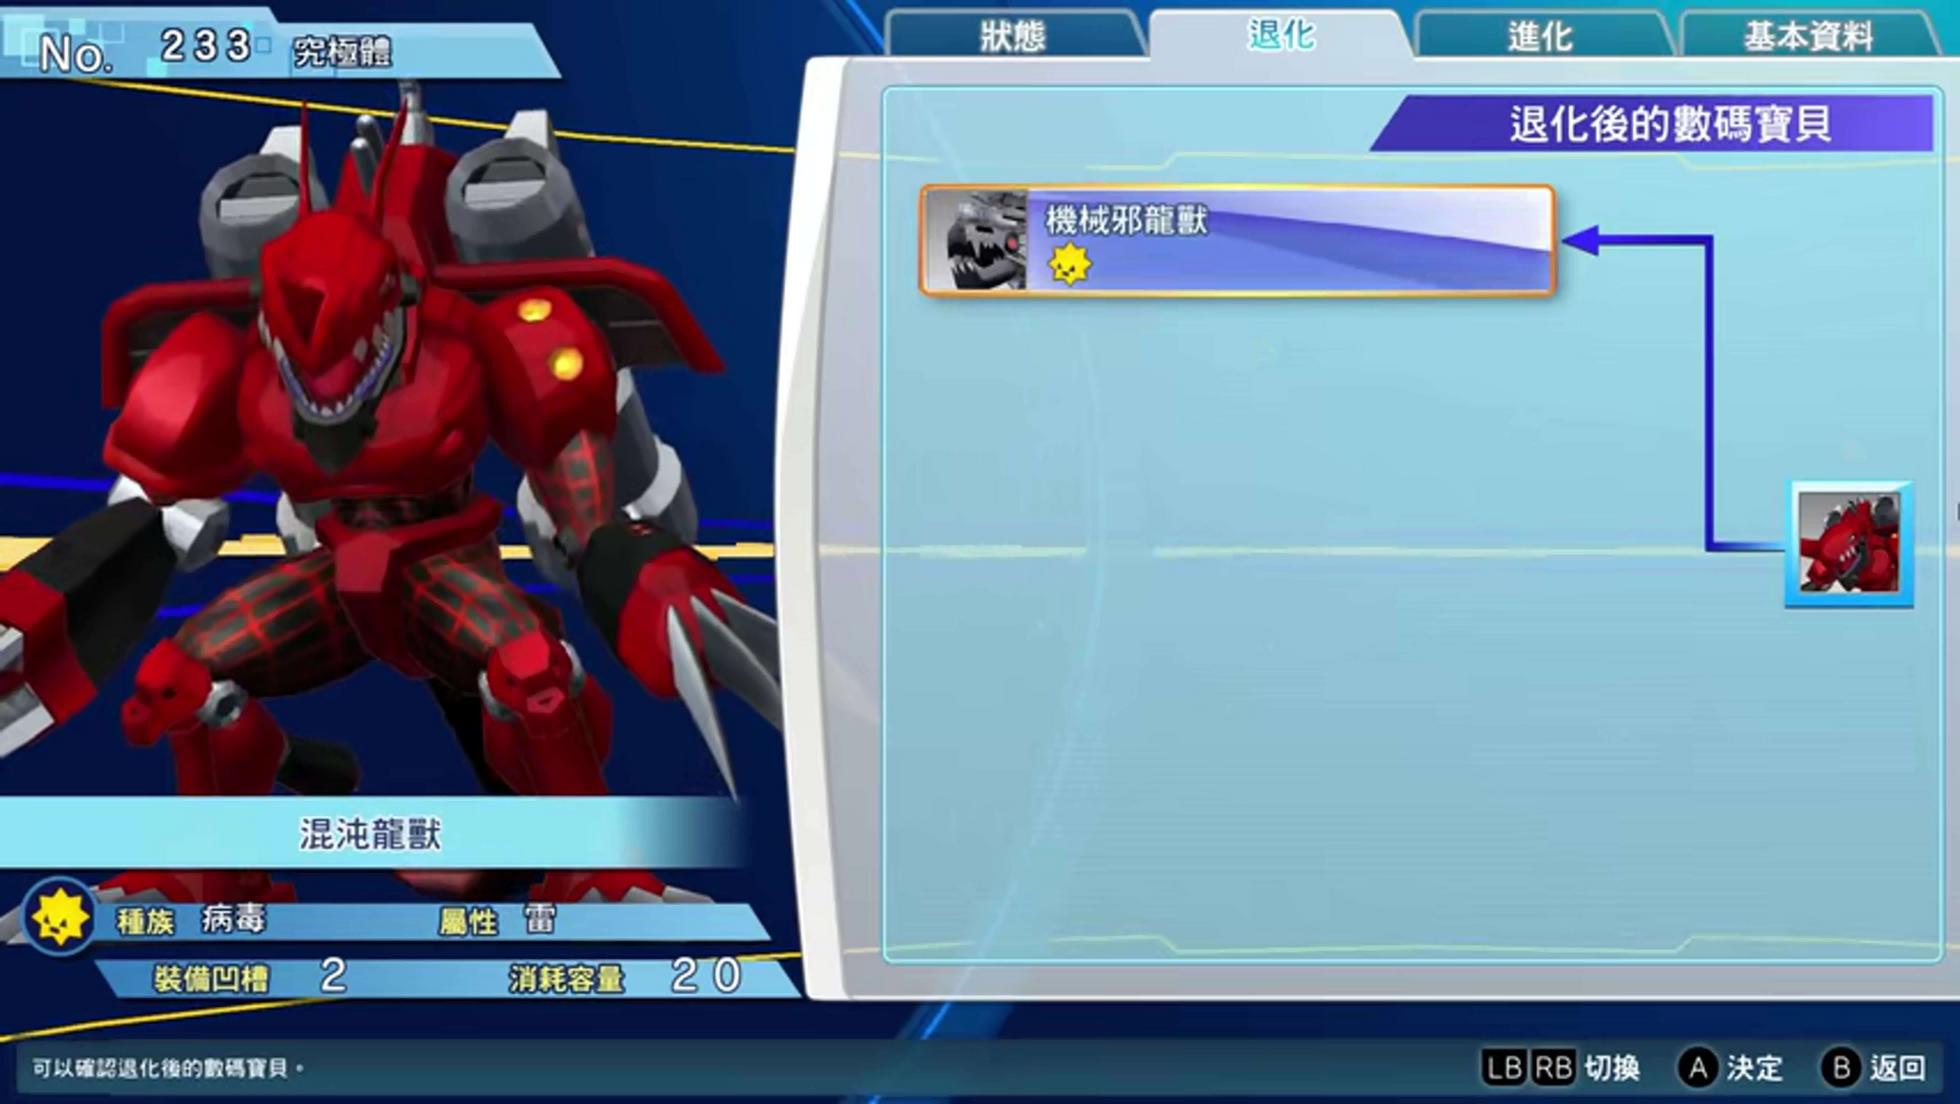 No. 233 究極體
狀態 退化 進化 基本資料
退化後的數碼寶貝
機械邪龍獸
混沌龍獸
種族 病毒 屬性 雷
裝備凹槽 2 消耗容量 20
可以確認退化後的數碼寶貝。
LB RB 切換 A 決定 B 返回